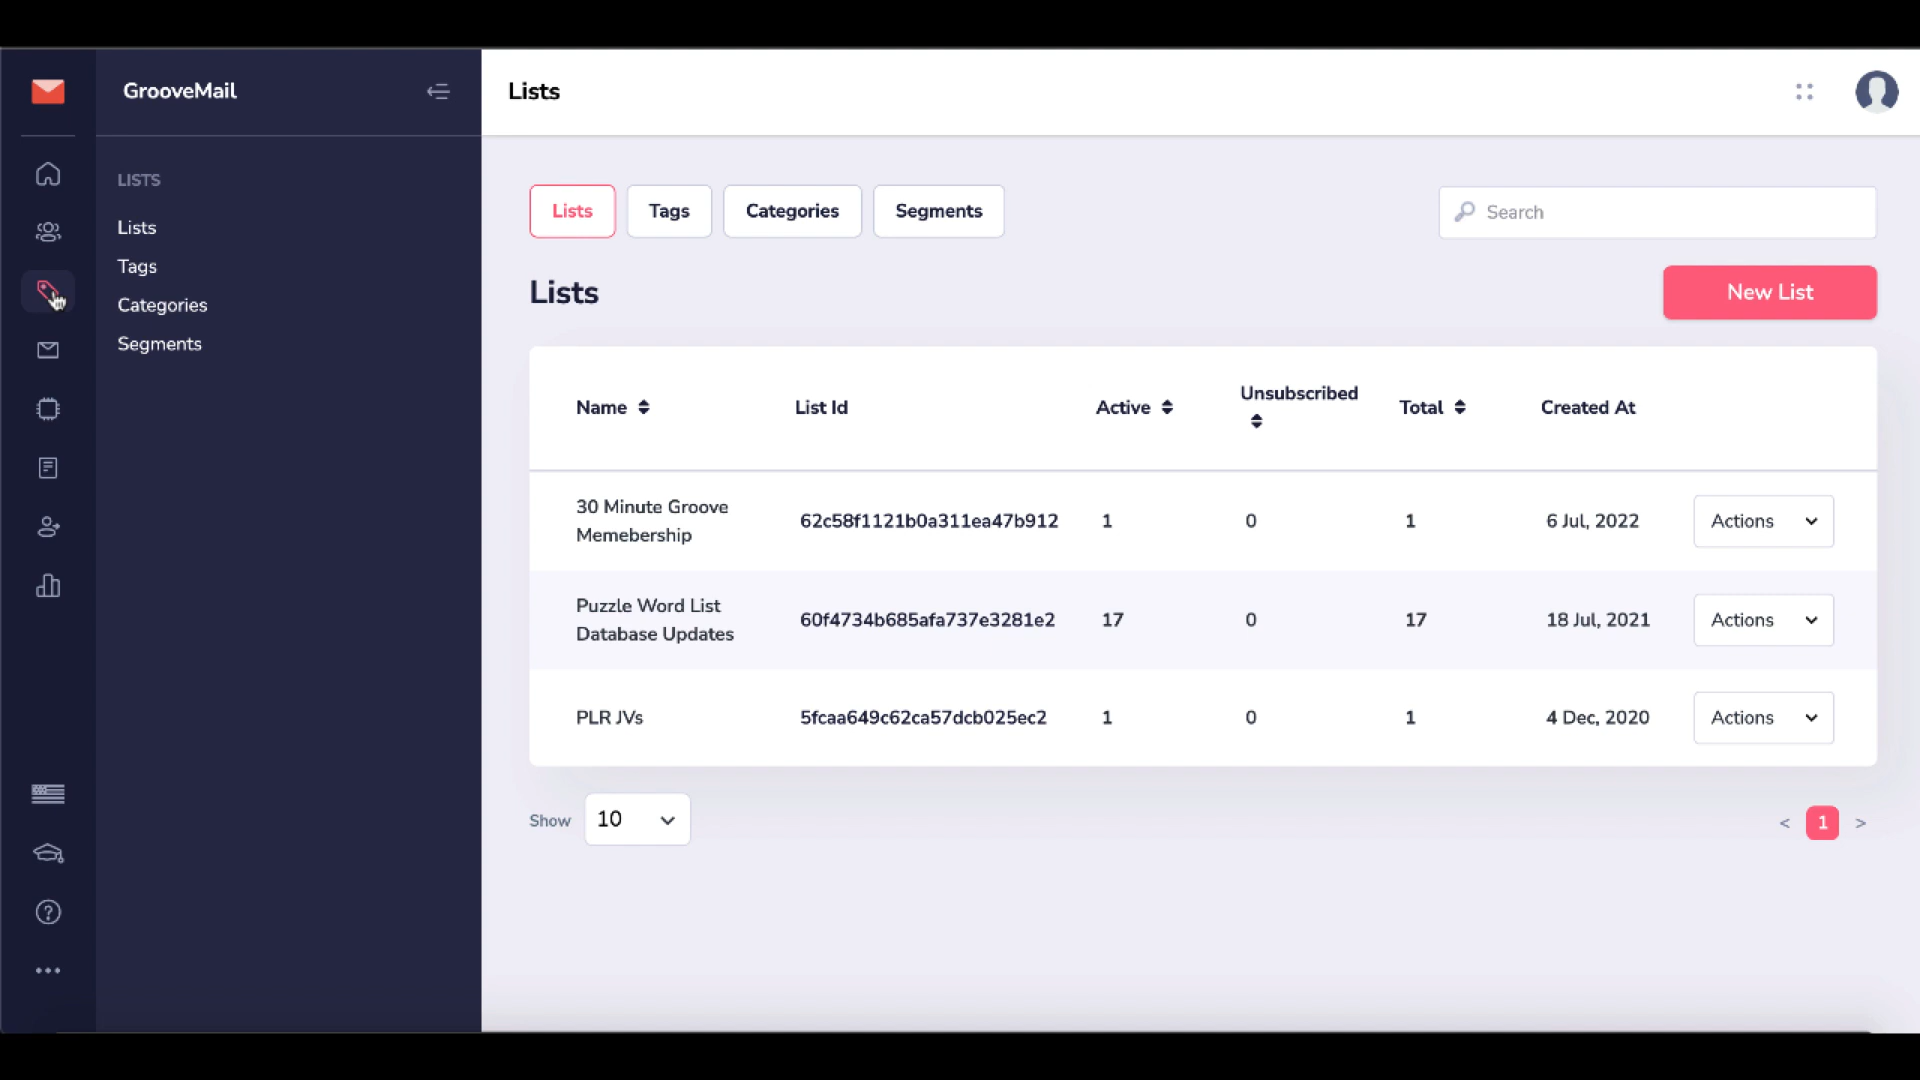 GrooveMail
Lists
LISTS
Lists
Tags
Categories
Segments
Lists
Tags
Categories
Segments
Search
Lists
New List
Name
List Id
Active
Unsubscribed
Total
Created At
30 Minute Groove
Memebership
62c58f1121b0a311ea47b912
1
0
1
6 Jul, 2022
Actions
Puzzle Word List
Database Updates
60f4734b685afa737e3281e2
17
0
17
18 Jul, 2021
Actions
PLR JVs
5fcaa649c62ca57dcb025ec2
1
0
1
4 Dec, 2020
Actions
Show
10
<
1
>